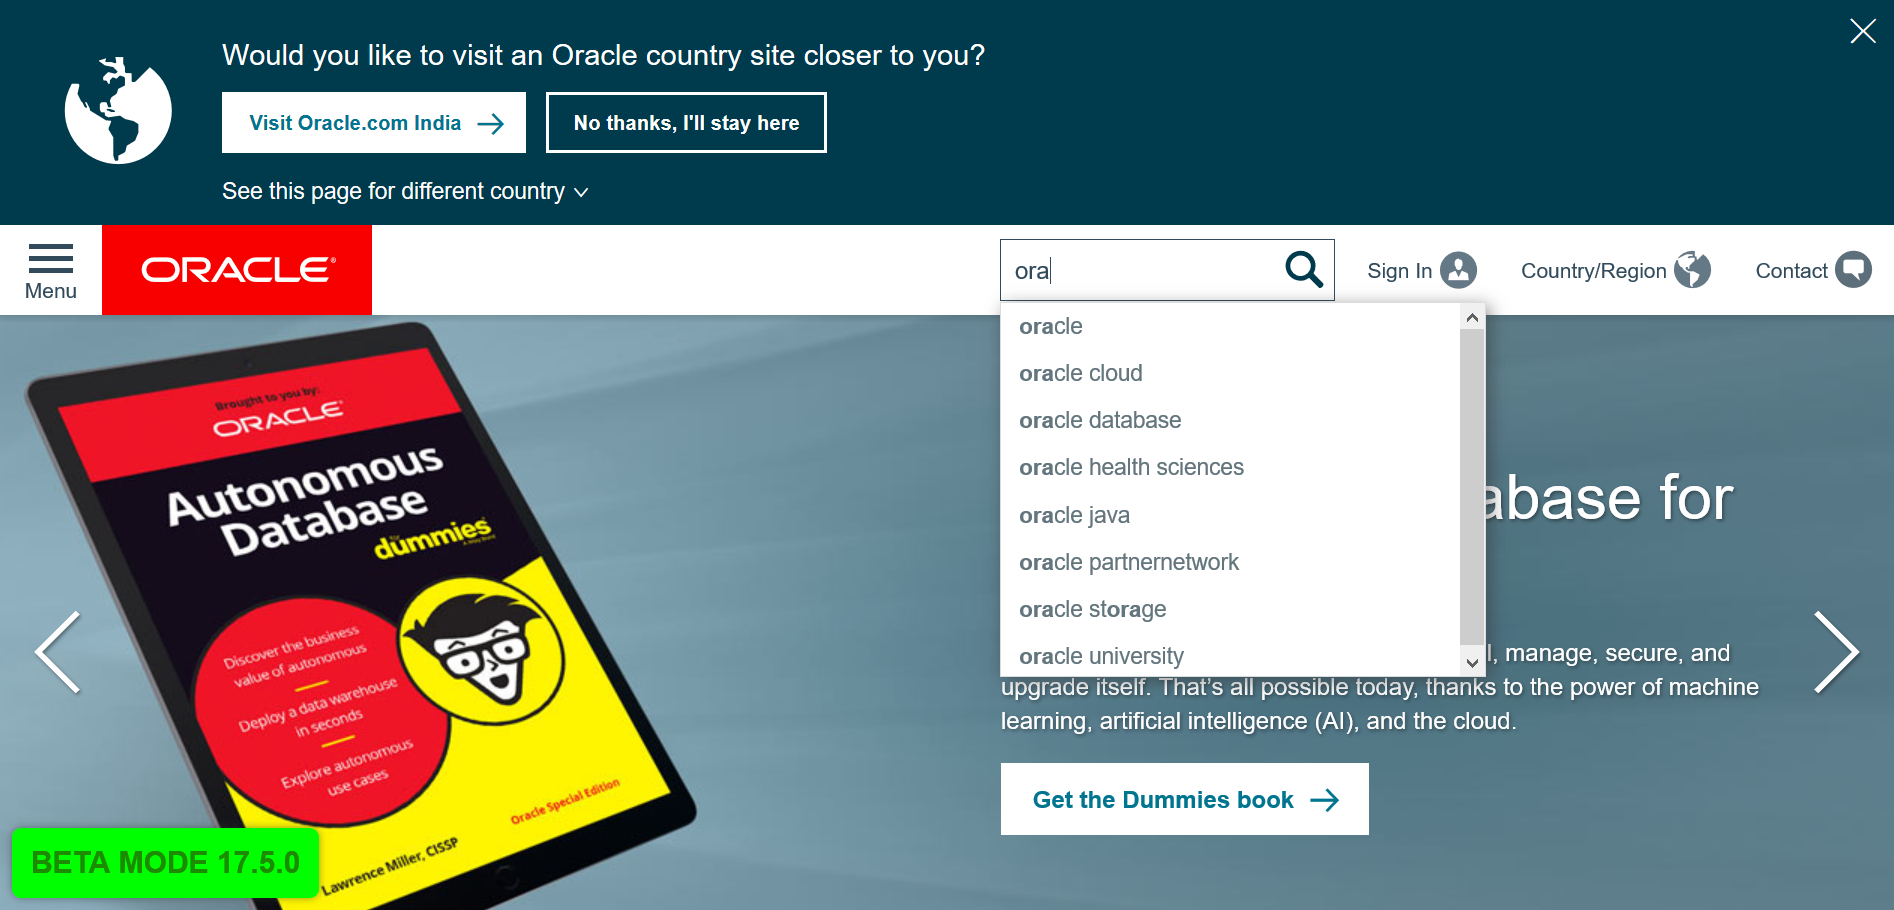 Would you like to visit an Oracle country site closer to you?
Visit Oracle.com India
No thanks, I'll stay here
See this page for different country
Menu
ORACLE®
ora
Sign In
Country/Region
Contact
oracle
oracle cloud
oracle database
oracle health sciences
oracle java
oracle partnernetwork
oracle storage
oracle university
abase for
l, manage, secure, and
upgrade itself. That’s all possible today, thanks to the power of machine
learning, artificial intelligence (AI), and the cloud.
Get the Dummies book
Brought to you by:
ORACLE®
Autonomous
Database
for
dummies®
A Wiley Brand
Discover the business
value of autonomous
Deploy a data warehouse
in seconds
Explore autonomous
use cases
Oracle Special Edition
Lawrence Miller, CISSP
BETA MODE 17.5.0